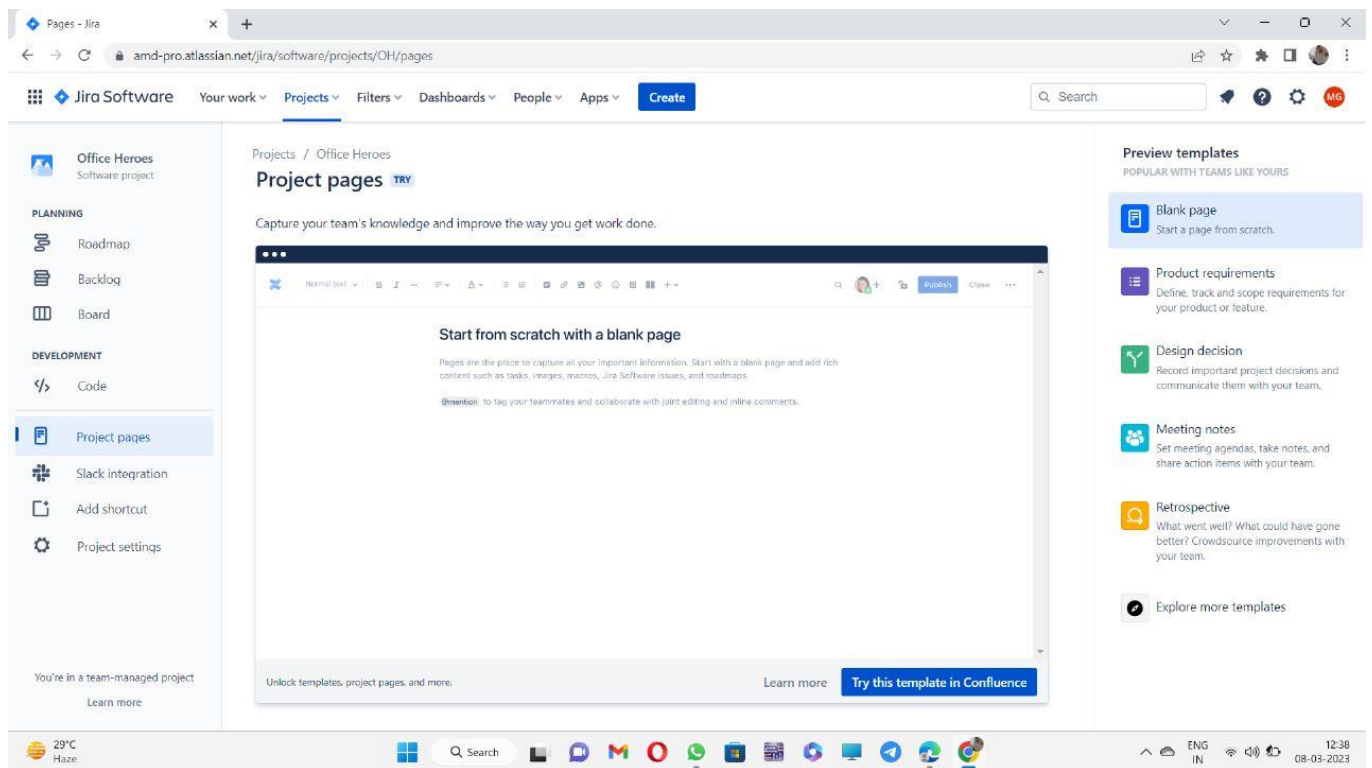 Pages - Jira
amd-pro.atlassian.net/jira/software/projects/OH/pages
Jira Software Your work Projects Filters Dashboards People Apps Create Search MG
Office Heroes
Software project
PLANNING
Roadmap
Backlog
Board
DEVELOPMENT
Code
Project pages
Slack integration
Add shortcut
Project settings
You're in a team-managed project
Learn more
Projects / Office Heroes
Project pages TRY
Capture your team's knowledge and improve the way you get work done.
Normal text B I A Publish Close
Start from scratch with a blank page
Pages are the place to capture all your important information. Start with a blank page and add rich
content such as tasks, images, macros, Jira Software issues, and roadmaps.
@mention to tag your teammates and collaborate with joint editing and inline comments.
Unlock templates, project pages, and more. Learn more Try this template in Confluence
Preview templates
POPULAR WITH TEAMS LIKE YOURS
Blank page
Start a page from scratch.
Product requirements
Define, track and scope requirements for
your product or feature.
Design decision
Record important project decisions and
communicate them with your team.
Meeting notes
Set meeting agendas, take notes, and
share action items with your team.
Retrospective
What went well? What could have gone
better? Crowdsource improvements with
your team.
Explore more templates
29°C
Haze
Search
ENG
IN
12:38
08-03-2023